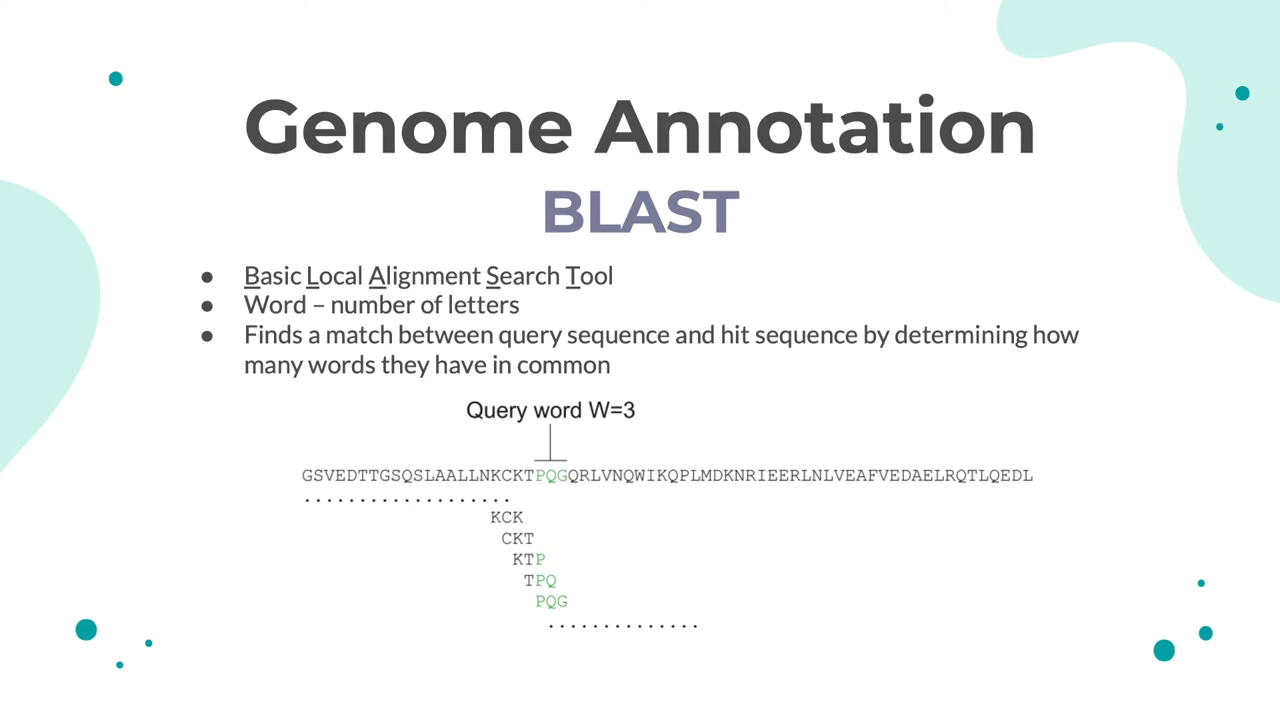 Genome Annotation
BLAST
● Basic Local Alignment Search Tool
● Word – number of letters
● Finds a match between query sequence and hit sequence by determining how
many words they have in common
Query word W=3
GSVEDTTGSQSLAALLNKCKTPQGQRLVNQWIKQPLMDKNRIEERLNLVEAFVEDAELRQTLQEDL
...................
KCK
CKT
KTP
TPQ
PQG
..............